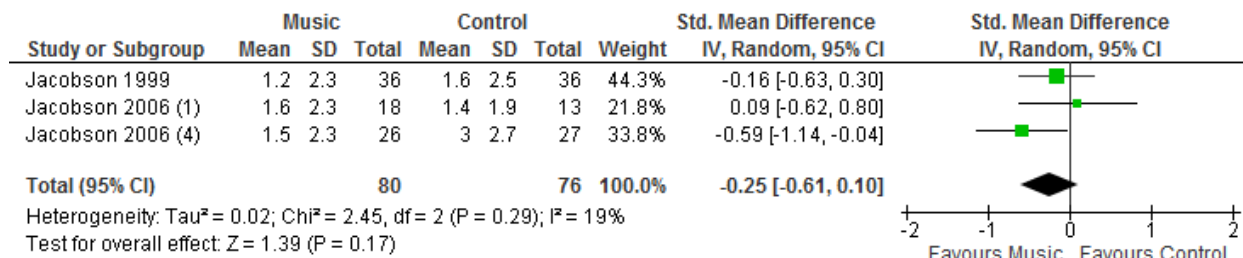 Music Control Std. Mean Difference Std. Mean Difference
Study or Subgroup Mean SD Total Mean SD Total Weight IV, Random, 95% CI IV, Random, 95% CI
Jacobson 1999 1.2 2.3 36 1.6 2.5 36 44.3% -0.16 [-0.63, 0.30]
Jacobson 2006 (1) 1.6 2.3 18 1.4 1.9 13 21.8% 0.09 [-0.62, 0.80]
Jacobson 2006 (4) 1.5 2.3 26 3 2.7 27 33.8% -0.59 [-1.14, -0.04]
Total (95% CI) 80 76 100.0% -0.25 [-0.61, 0.10]
Heterogeneity: Tau² = 0.02; Chi² = 2.45, df = 2 (P = 0.29); I² = 19%
Test for overall effect: Z = 1.39 (P = 0.17)
-2 -1 0 1 2
Favours Music Favours Control